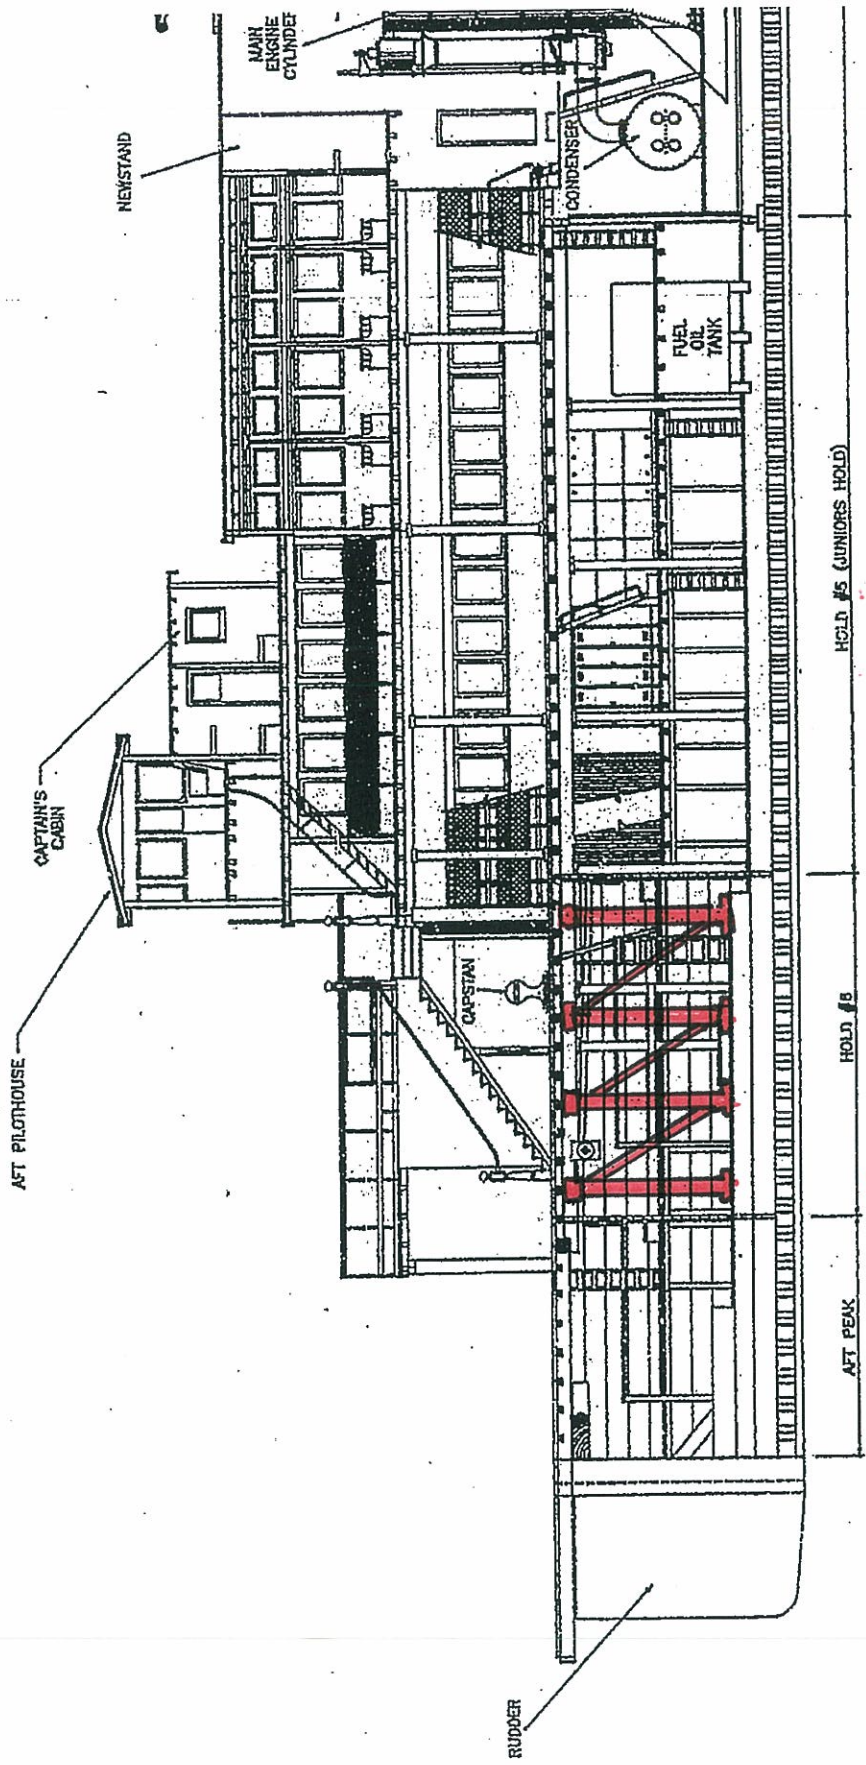 AFT PILOTHOUSE
CAPTAIN'S
CABIN
NEWSTAND
MAIN
ENGINE
CYLINDER
CONDENSER
CAPSTAN
FUEL
OIL
TANK
RUDDER
AFT PEAK
HOLD #6
HOLD #5 (JUNIORS HOLD)